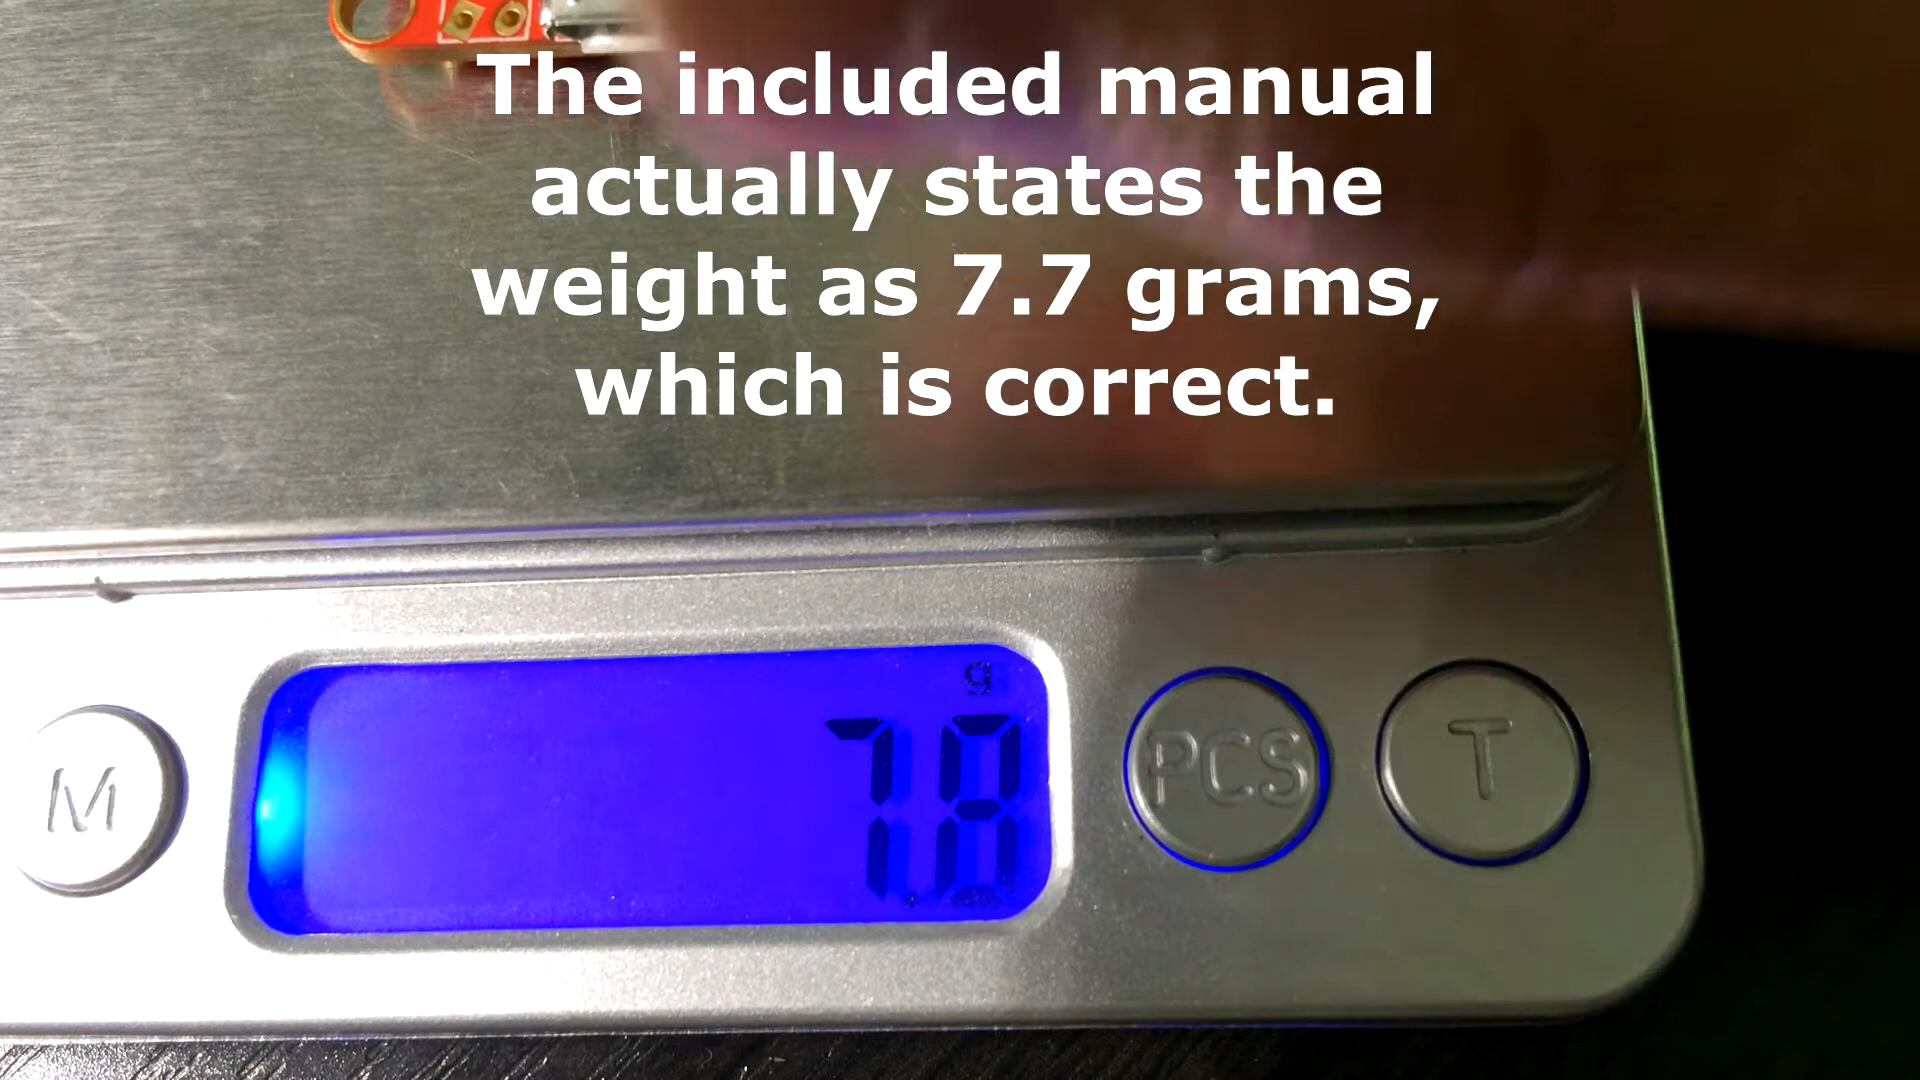 The included manual
actually states the
weight as 7.7 grams,
which is correct.
g
7.8
M
PCS
T